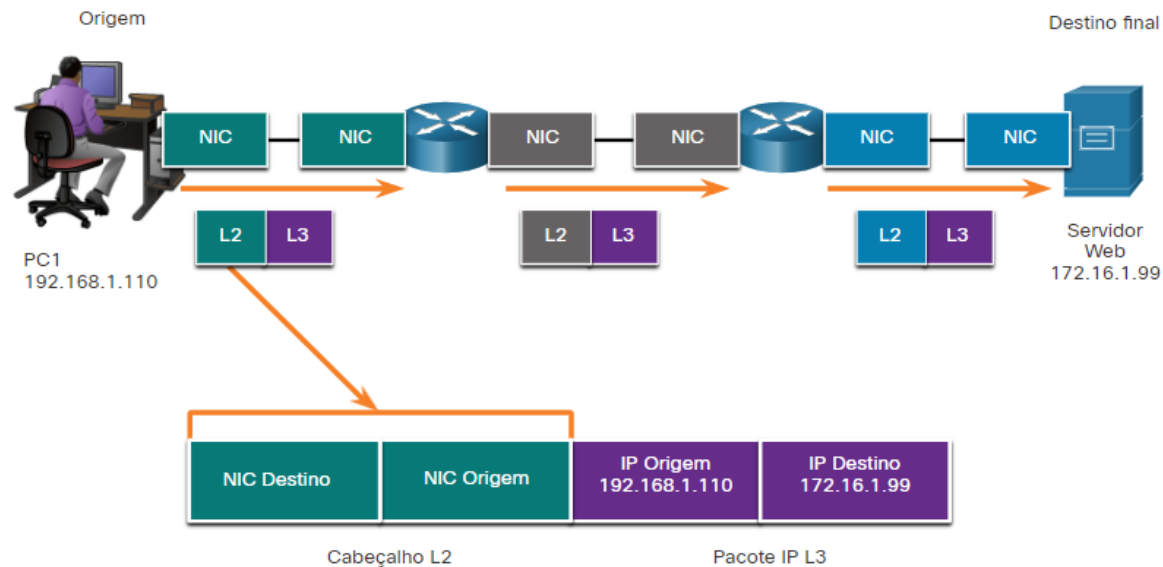 Origem
Destino final
NIC
NIC
NIC
NIC
NIC
NIC
L2
L3
L2
L3
L2
L3
PC1
192.168.1.110
Servidor
Web
172.16.1.99
NIC Destino
NIC Origem
IP Origem
192.168.1.110
IP Destino
172.16.1.99
Cabeçalho L2
Pacote IP L3